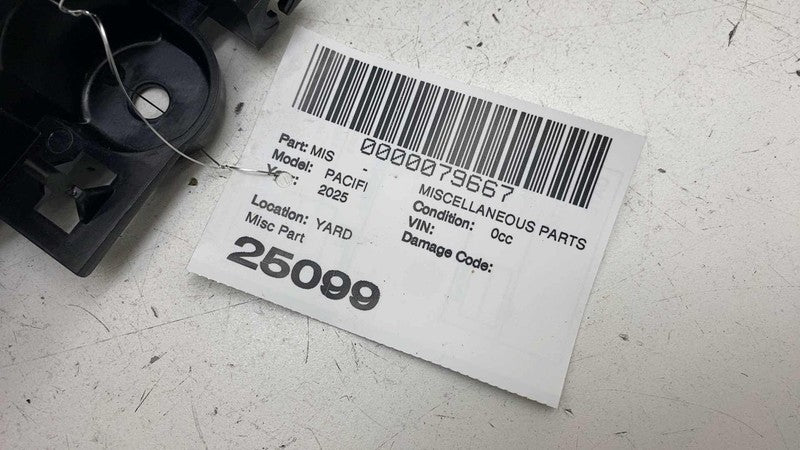 0000079667
Part: MIS - MISCELLANEOUS PARTS
Model: PACIFI Condition: 0cc
2025 VIN:
Location: YARD Damage Code:
Misc Part
25099